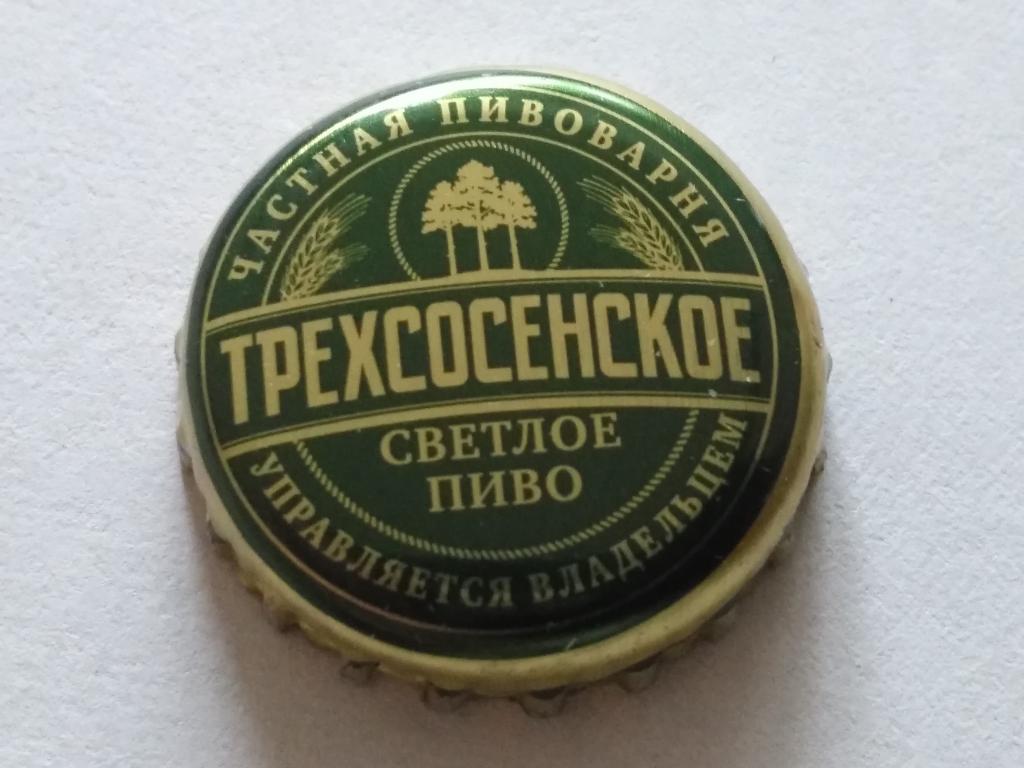 ЧАСТНАЯ ПИВОВАРНЯ
ТРЕХСОСЕНСКОЕ
СВЕТЛОЕ
ПИВО
УПРАВЛЯЕТСЯ ВЛАДЕЛЬЦЕМ